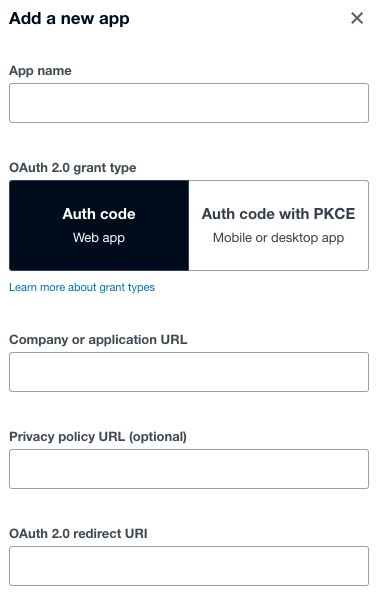 Add a new app
App name
OAuth 2.0 grant type
Auth code
Web app
Auth code with PKCE
Mobile or desktop app
Learn more about grant types
Company or application URL
Privacy policy URL (optional)
OAuth 2.0 redirect URI